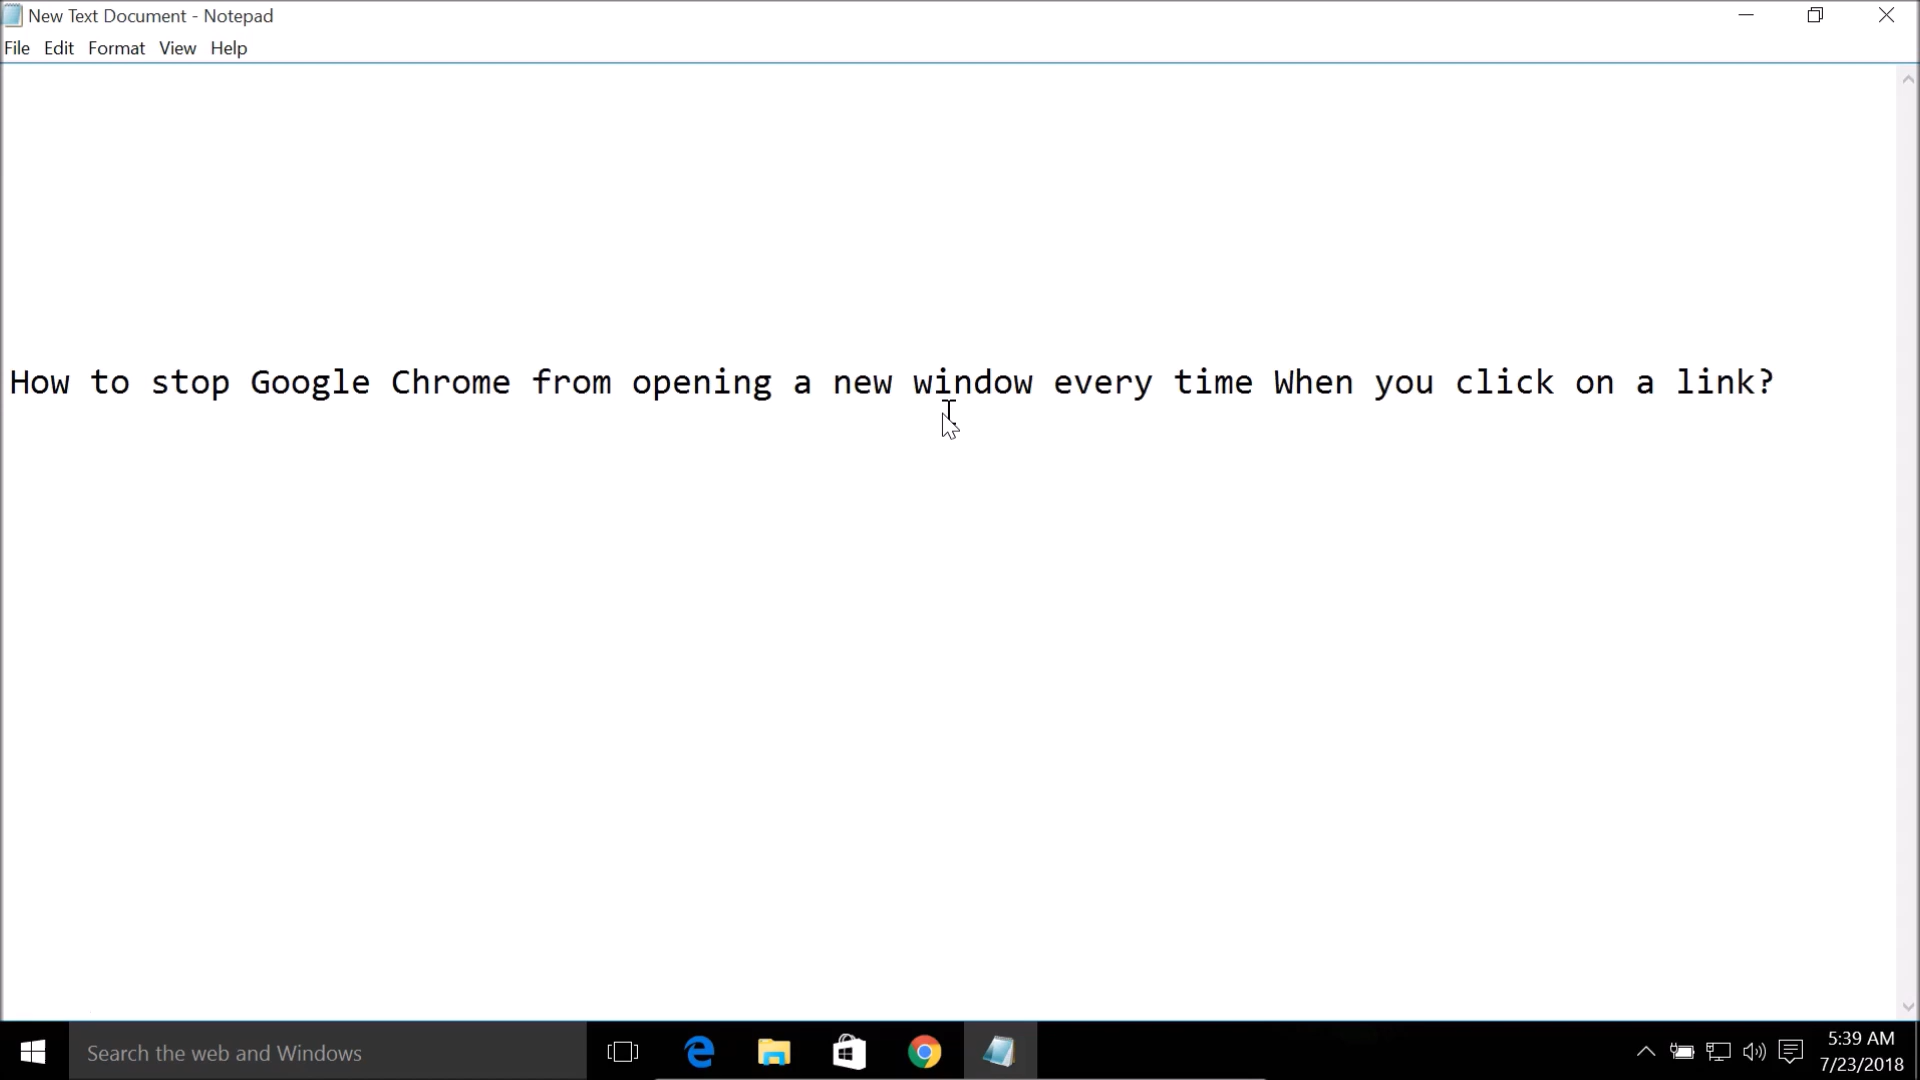 New Text Document - Notepad
File Edit Format View Help
How to stop Google Chrome from opening a new window every time When you click on a link?
Search the web and Windows
5:39 AM
7/23/2018